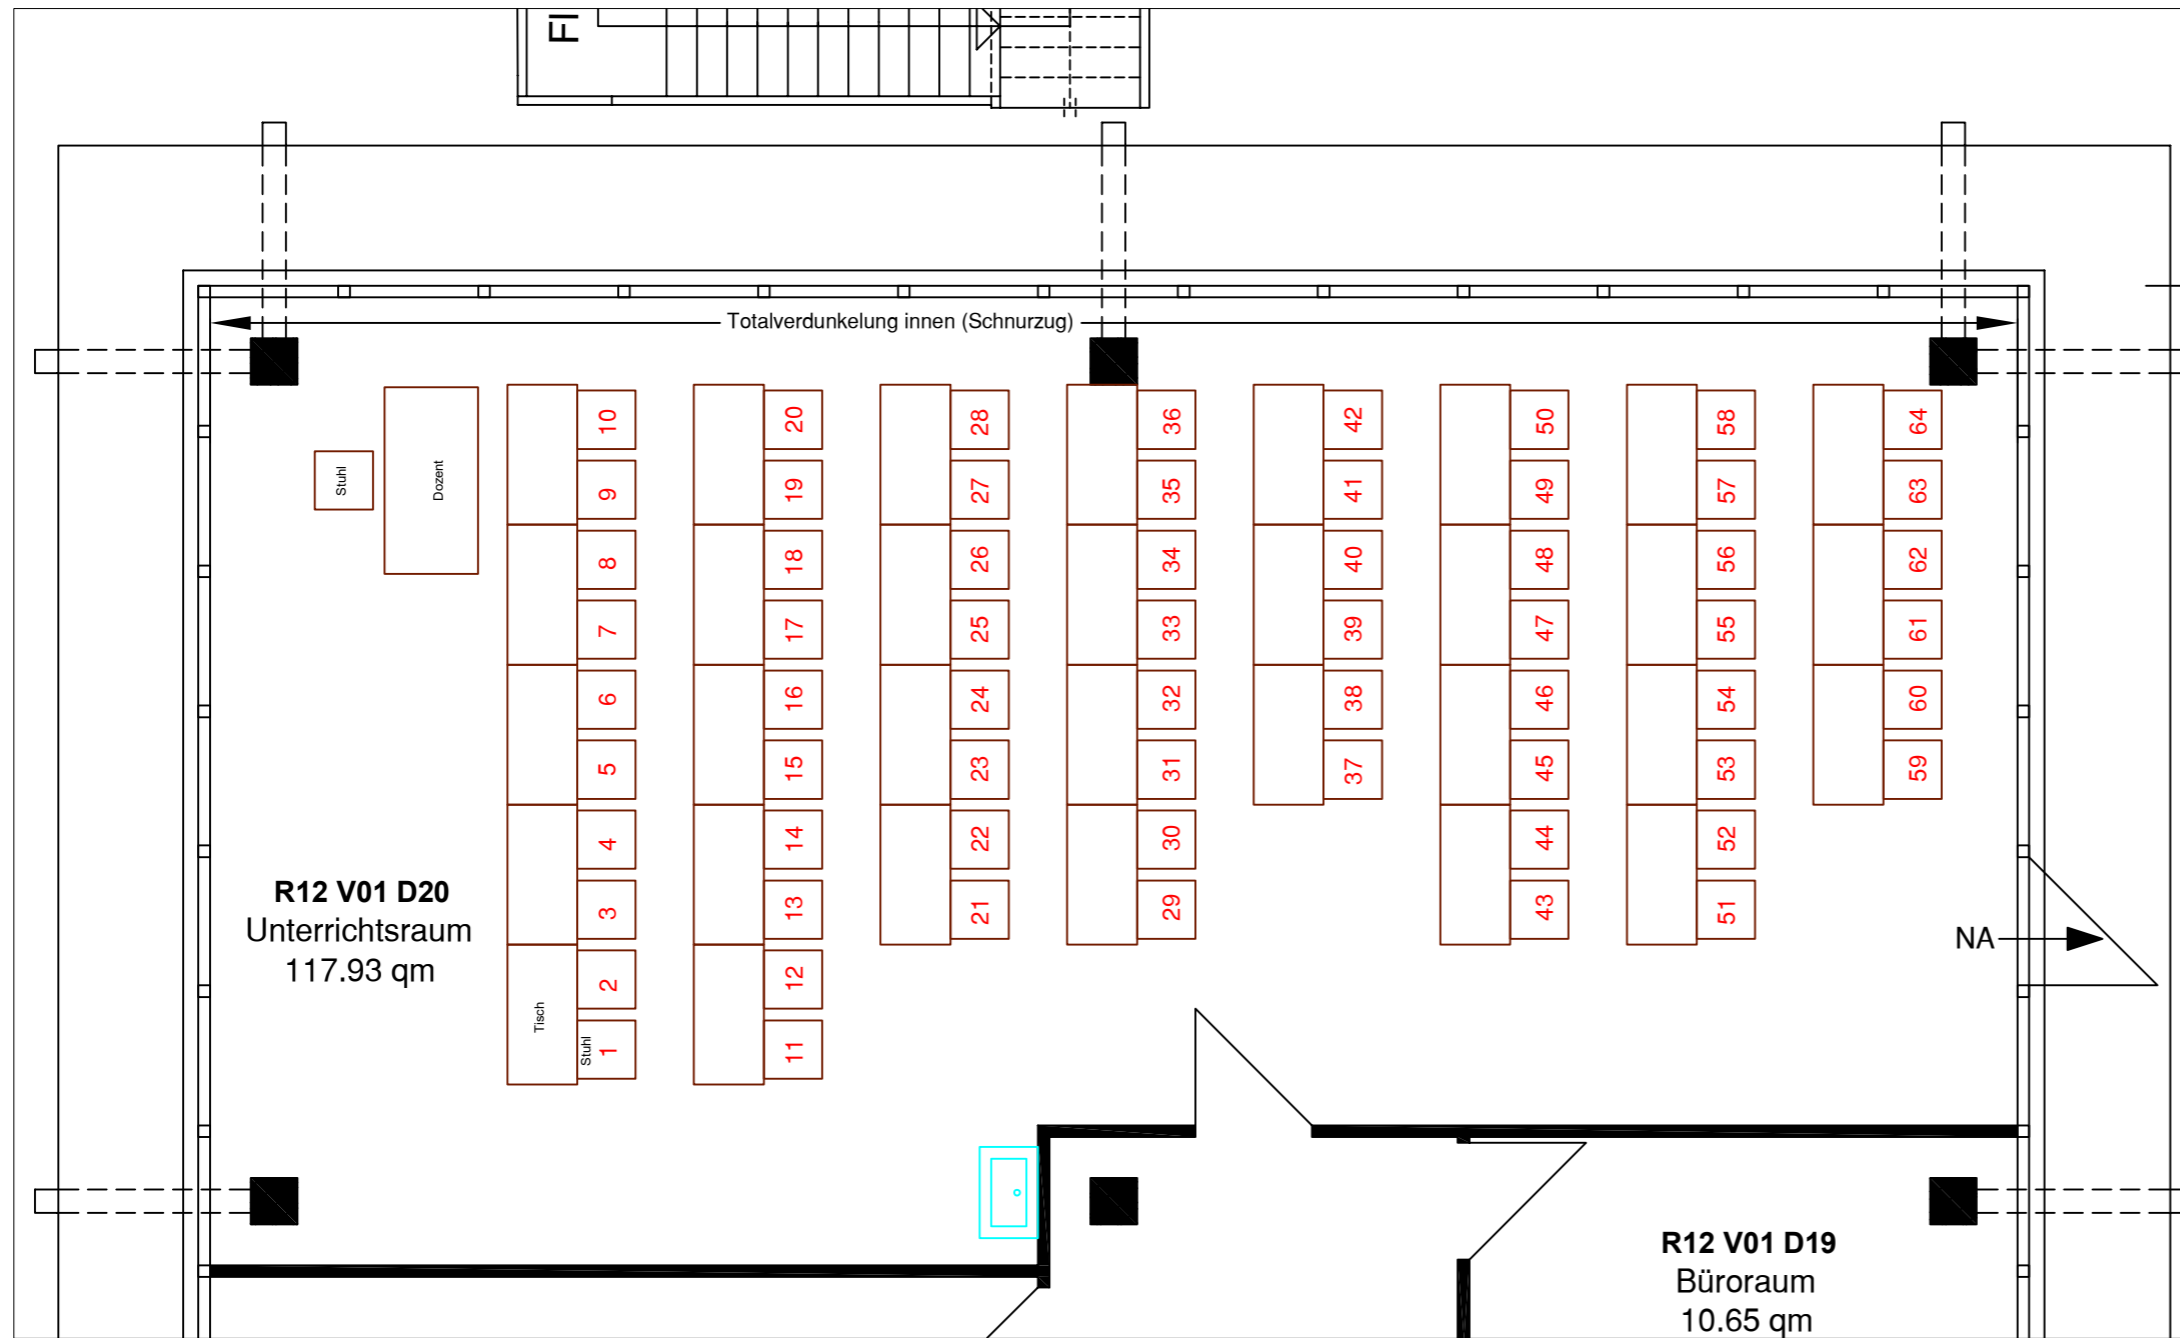 Fl
Totalverdunkelung innen (Schnurzug)
10 20 28 36 42 50 58 64
Stuhl
Dozent
9 19 27 35 41 49 57 63
8 18 26 34 40 48 56 62
7 17 25 33 39 47 55 61
6 16 24 32 38 46 54 60
5 15 23 31 37 45 53 59
4 14 22 30 44 52
3 13 21 29 43 51
R12 V01 D20
Unterrichtsraum
117.93 qm
NA
2 12
Tisch
Stuhl
1 11
R12 V01 D19
Büroraum
10.65 qm